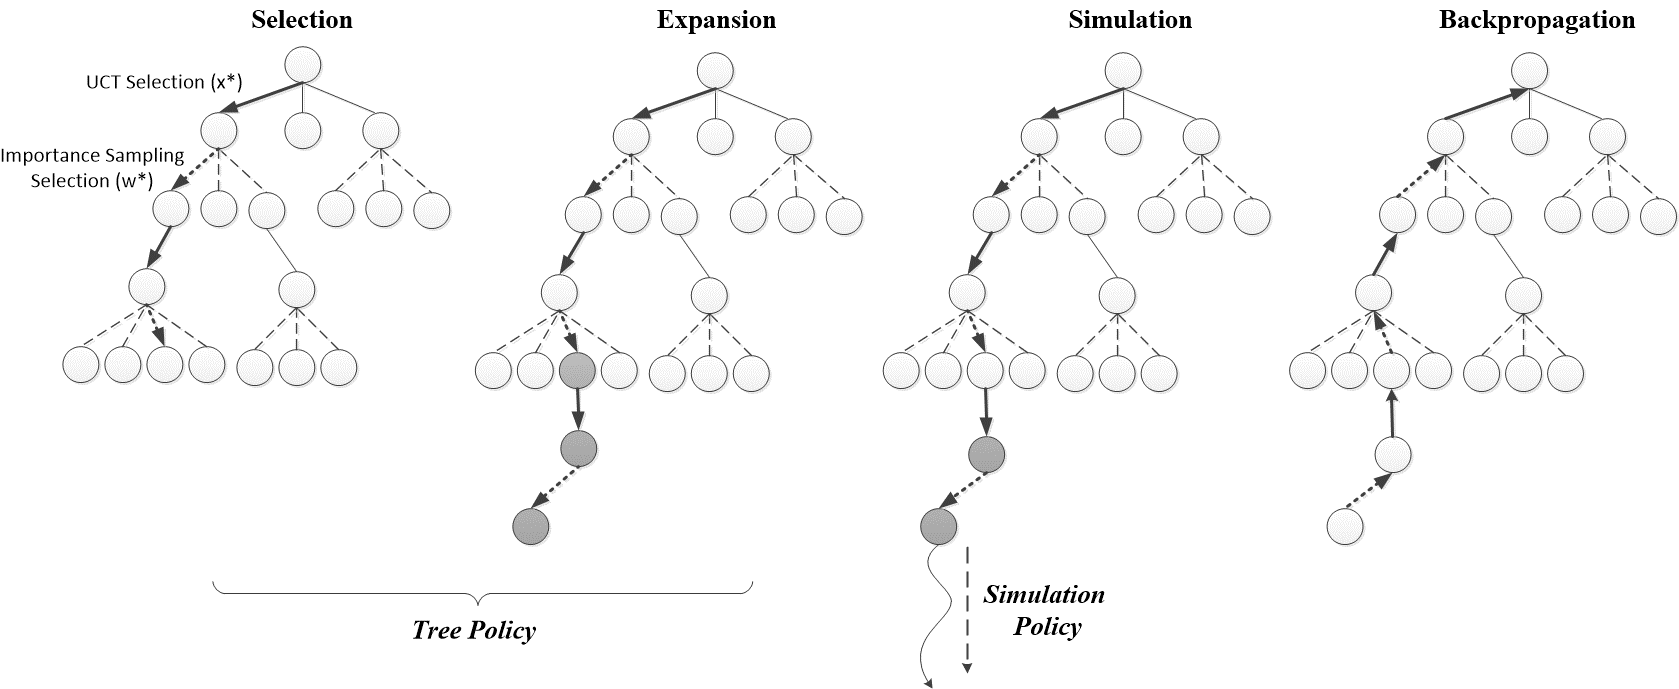 Selection
Expansion
Simulation
Backpropagation
UCT Selection (x*)
Importance Sampling
Selection (w*)
Tree Policy
Simulation
Policy